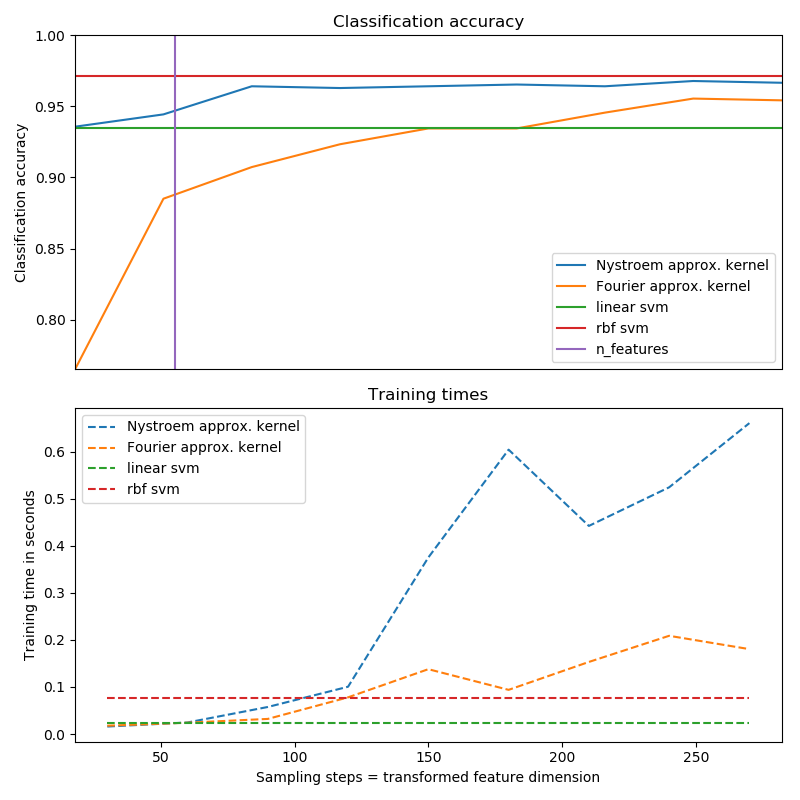 Classification accuracy
Classification accuracy
1.00
0.95
0.90
0.85
0.80
Nystroem approx. kernel
Fourier approx. kernel
linear svm
rbf svm
n_features
Training times
Training time in seconds
0.6
0.5
0.4
0.3
0.2
0.1
0.0
Nystroem approx. kernel
Fourier approx. kernel
linear svm
rbf svm
50 100 150 200 250
Sampling steps = transformed feature dimension